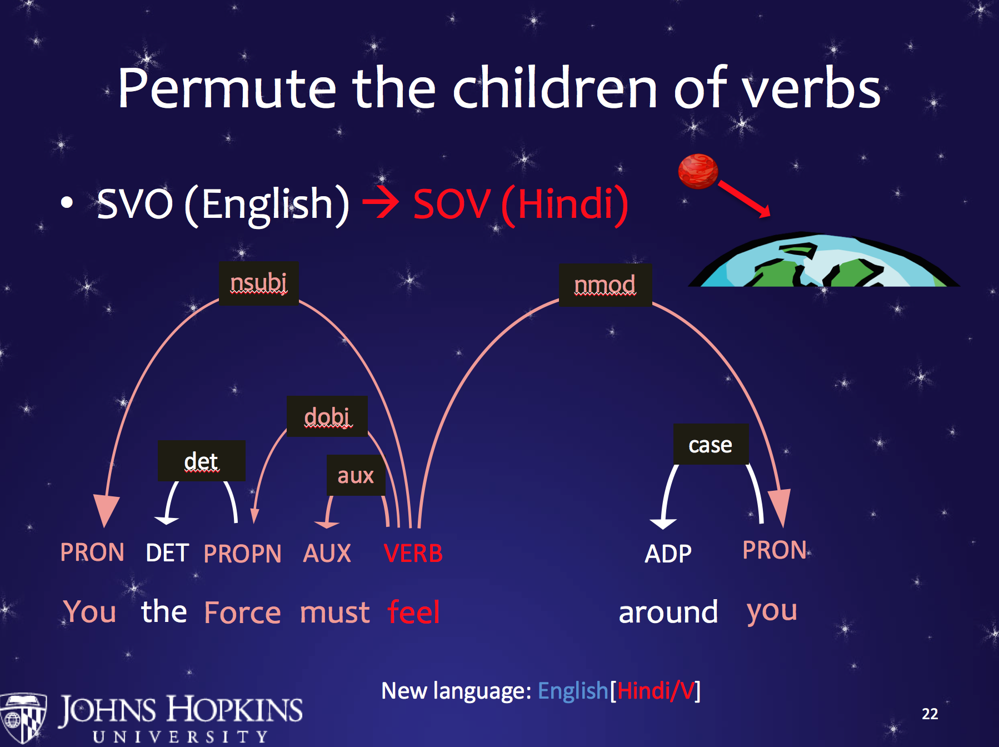 Permute the children of verbs
• SVO (English) → SOV (Hindi)
nsubj nmod
dobj
det aux case
PRON DET PROPN AUX VERB ADP PRON
You the Force must feel around you
New language: English[Hindi/V]
JOHNS HOPKINS
UNIVERSITY
22